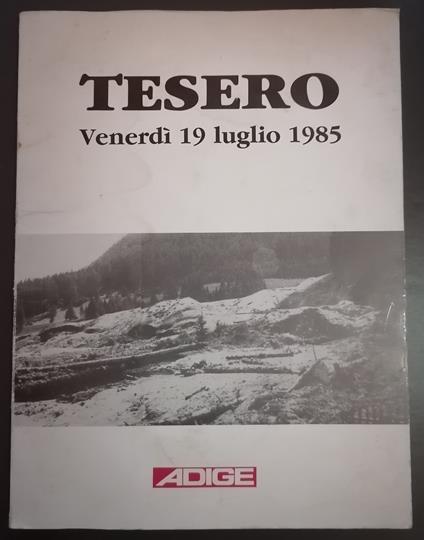 TESERO
Venerdì 19 luglio 1985
ADIGE